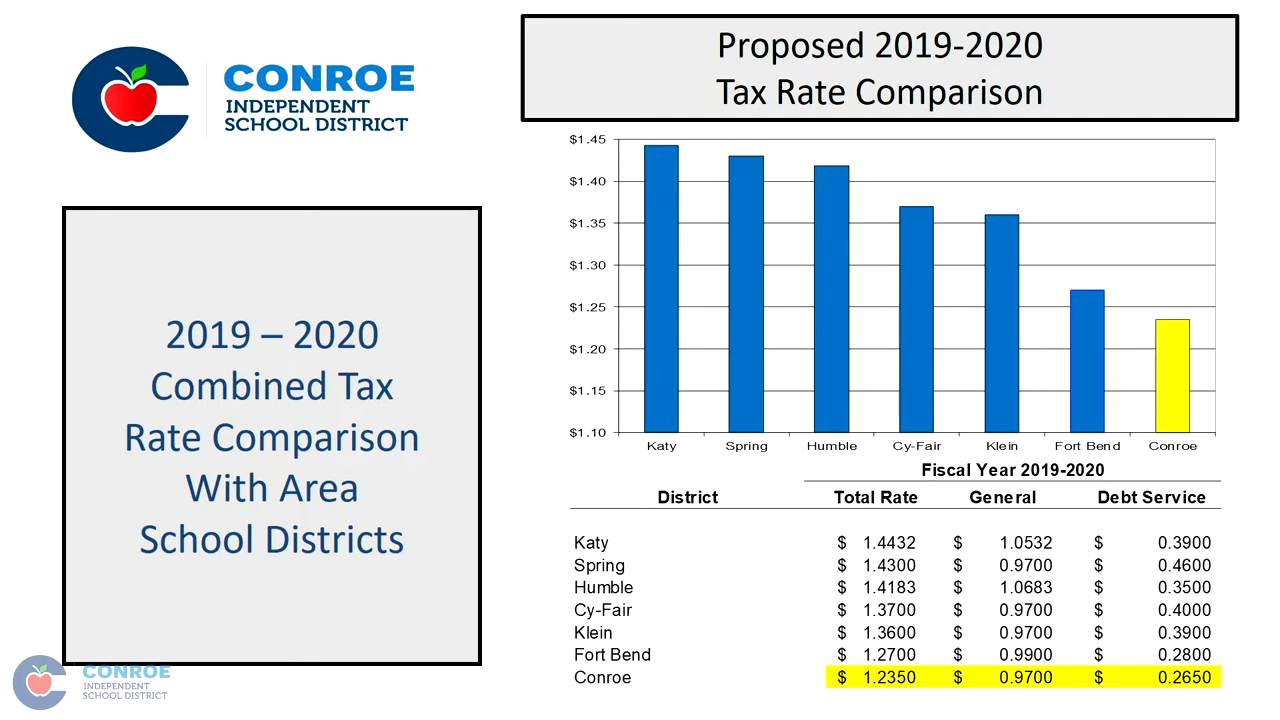 CONROE
INDEPENDENT
SCHOOL DISTRICT
2019 – 2020
Combined Tax
Rate Comparison
With Area
School Districts
Proposed 2019-2020
Tax Rate Comparison
$1.45
$1.40
$1.35
$1.30
$1.25
$1.20
$1.15
$1.10
Katy Spring Humble Cy-Fair Klein Fort Bend Conroe
Fiscal Year 2019-2020
District Total Rate General Debt Service
Katy $ 1.4432 $ 1.0532 $ 0.3900
Spring $ 1.4300 $ 0.9700 $ 0.4600
Humble $ 1.4183 $ 1.0683 $ 0.3500
Cy-Fair $ 1.3700 $ 0.9700 $ 0.4000
Klein $ 1.3600 $ 0.9700 $ 0.3900
Fort Bend $ 1.2700 $ 0.9900 $ 0.2800
Conroe $ 1.2350 $ 0.9700 $ 0.2650
CONROE
INDEPENDENT
SCHOOL DISTRICT